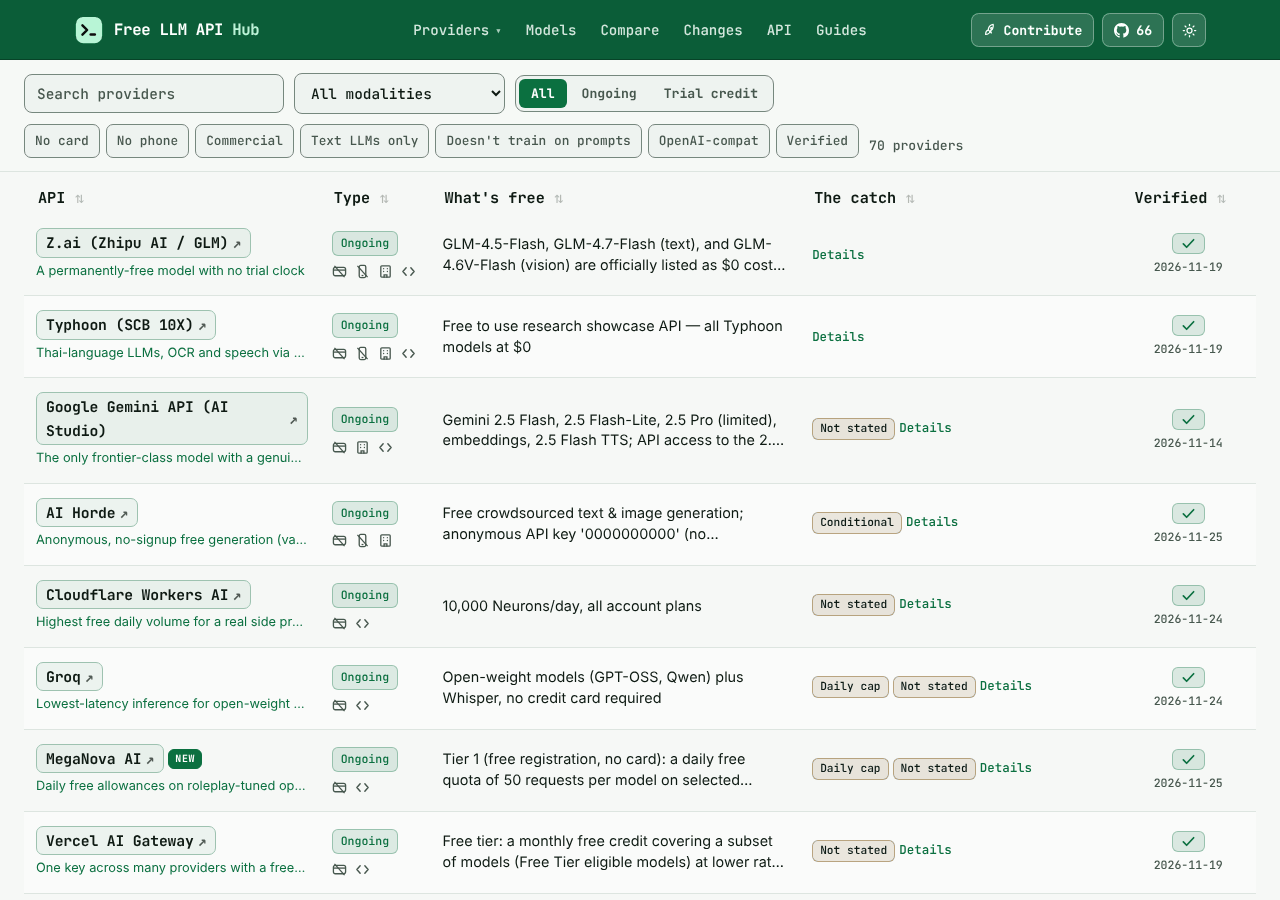 Free LLM API Hub
Providers ▾ Models Compare Changes API Guides
Contribute 66
Search providers All modalities All Ongoing Trial credit
No card No phone Commercial Text LLMs only Doesn't train on prompts OpenAI-compat Verified 70 providers
API ⇅ Type ⇅ What's free ⇅ The catch ⇅ Verified ⇅
Z.ai (Zhipu AI / GLM) ↗
A permanently-free model with no trial clock
Ongoing
GLM-4.5-Flash, GLM-4.7-Flash (text), and GLM-
4.6V-Flash (vision) are officially listed as $0 cost...
Details
2026-11-19
Typhoon (SCB 10X) ↗
Thai-language LLMs, OCR and speech via ...
Ongoing
Free to use research showcase API — all Typhoon
models at $0
Details
2026-11-19
Google Gemini API (AI
Studio) ↗
The only frontier-class model with a genui...
Ongoing
Gemini 2.5 Flash, 2.5 Flash-Lite, 2.5 Pro (limited),
embeddings, 2.5 Flash TTS; API access to the 2....
Not stated Details
2026-11-14
AI Horde ↗
Anonymous, no-signup free generation (va...
Ongoing
Free crowdsourced text & image generation;
anonymous API key '0000000000' (no...
Conditional Details
2026-11-25
Cloudflare Workers AI ↗
Highest free daily volume for a real side pr...
Ongoing
10,000 Neurons/day, all account plans
Not stated Details
2026-11-24
Groq ↗
Lowest-latency inference for open-weight ...
Ongoing
Open-weight models (GPT-OSS, Qwen) plus
Whisper, no credit card required
Daily cap Not stated Details
2026-11-24
MegaNova AI ↗ NEW
Daily free allowances on roleplay-tuned op...
Ongoing
Tier 1 (free registration, no card): a daily free
quota of 50 requests per model on selected...
Daily cap Not stated Details
2026-11-25
Vercel AI Gateway ↗
One key across many providers with a free...
Ongoing
Free tier: a monthly free credit covering a subset
of models (Free Tier eligible models) at lower rat...
Not stated Details
2026-11-19